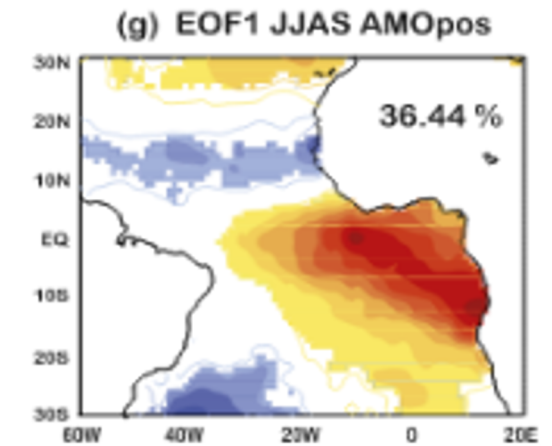 (g) EOF1 JJAS AMOpos
30N
36.44 %
20N
10N
EQ
10S
20S
30S
60W 40W 20W 0 20E